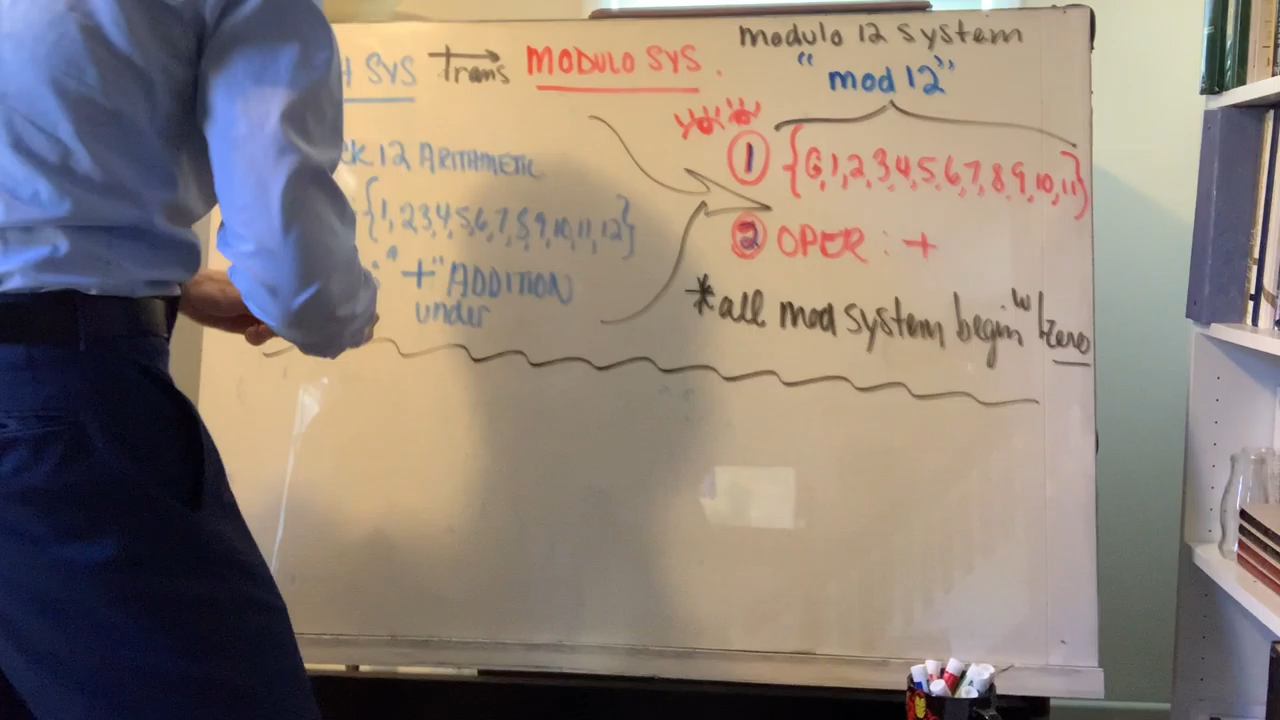 SYS trans MODULO SYS.
modulo 12 system
"mod 12"
12 ARITHMETIC
① {0,1,2,3,4,5,6,7,8,9,10,11}
{1,2,3,4,5,6,7,8,9,10,11,12}
② OPER: +
"+" ADDITION
under
*all mod system begin w/ zero